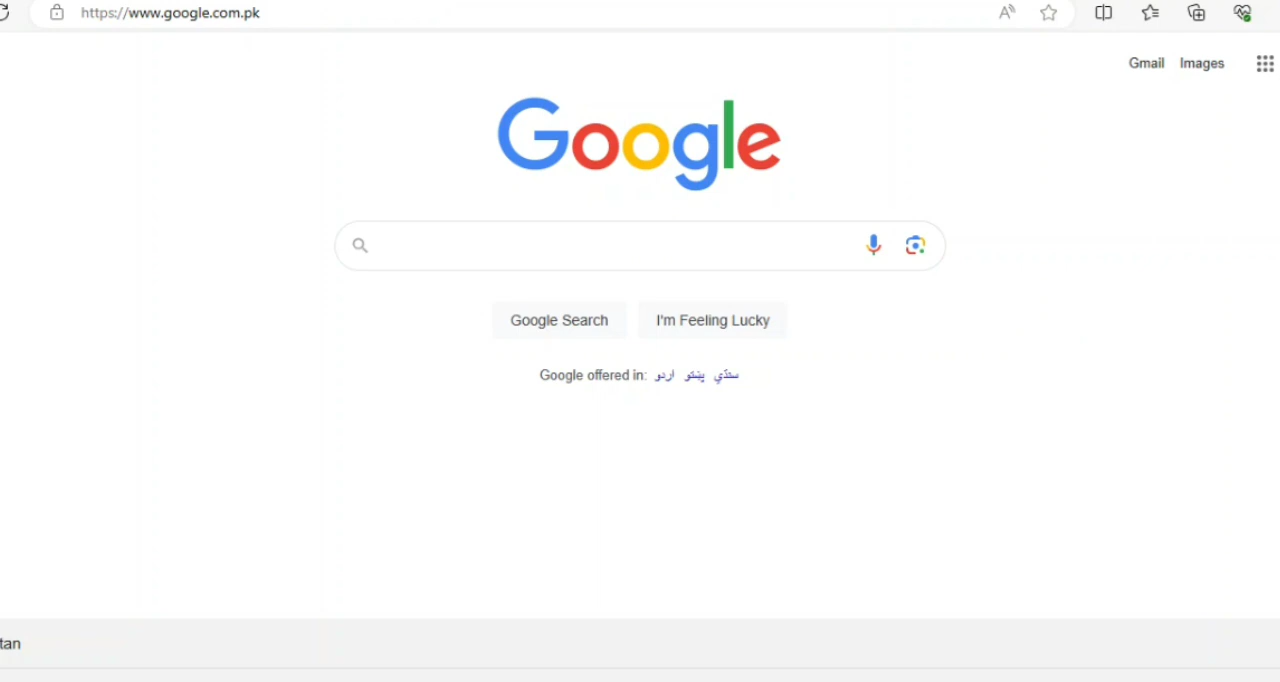 https://www.google.com.pk
Gmail Images
Google
Google Search I'm Feeling Lucky
Google offered in: اردو پښتو سنڌي
tan